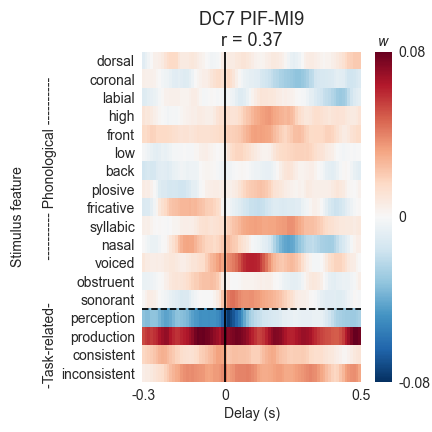 DC7 PIF-MI9
r = 0.37
w
Stimulus feature
---------- Phonological ----------
-Task-related-
dorsal
coronal
labial
high
front
low
back
plosive
fricative
syllabic
nasal
voiced
obstruent
sonorant
perception
production
consistent
inconsistent
-0.3
0
0.5
Delay (s)
0.08
0
-0.08